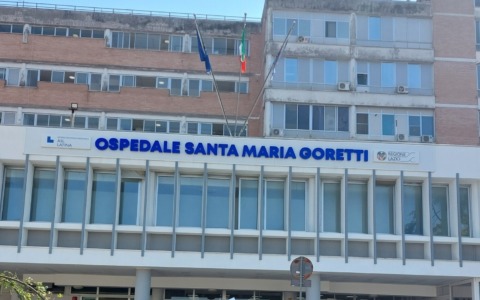 ASL
LATINA
OSPEDALE SANTA MARIA GORETTI
REGIONE
LAZIO